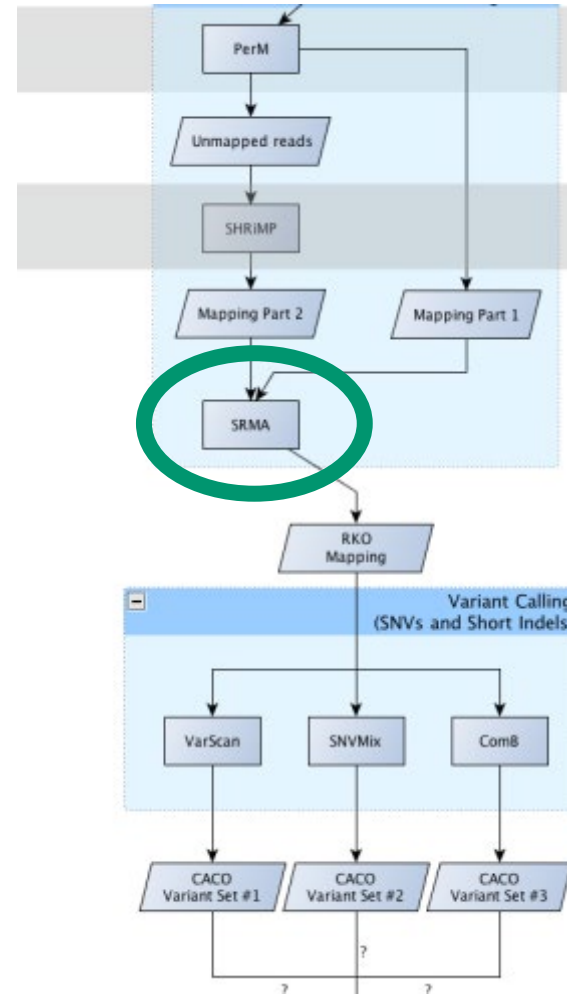 PerM
Unmapped reads
SHRiMP
Mapping Part 2
Mapping Part 1
SRMA
RKO
Mapping
Variant Calling
(SNVs and Short Indels
VarScan
SNVMix
ComB
CACO
Variant Set #1
CACO
Variant Set #2
CACO
Variant Set #3
?
?
?